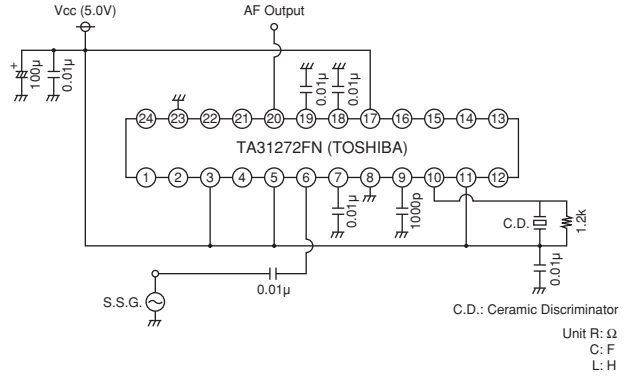 Vcc (5.0V)
AF Output
+
100μ
0.01μ
0.01μ
0.01μ
24 23 22 21 20 19 18 17 16 15 14 13
TA31272FN (TOSHIBA)
1 2 3 4 5 6 7 8 9 10 11 12
0.01μ
1000p
C.D.
1.2k
0.01μ
0.01μ
S.S.G.
C.D.: Ceramic Discriminator
Unit R: Ω
C: F
L: H